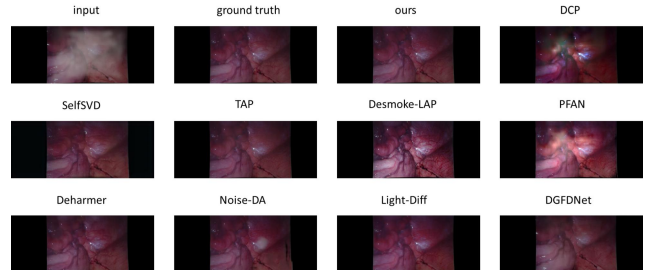 input ground truth ours DCP
SelfSVD TAP Desmoke-LAP PFAN
Deharmer Noise-DA Light-Diff DGFDNet